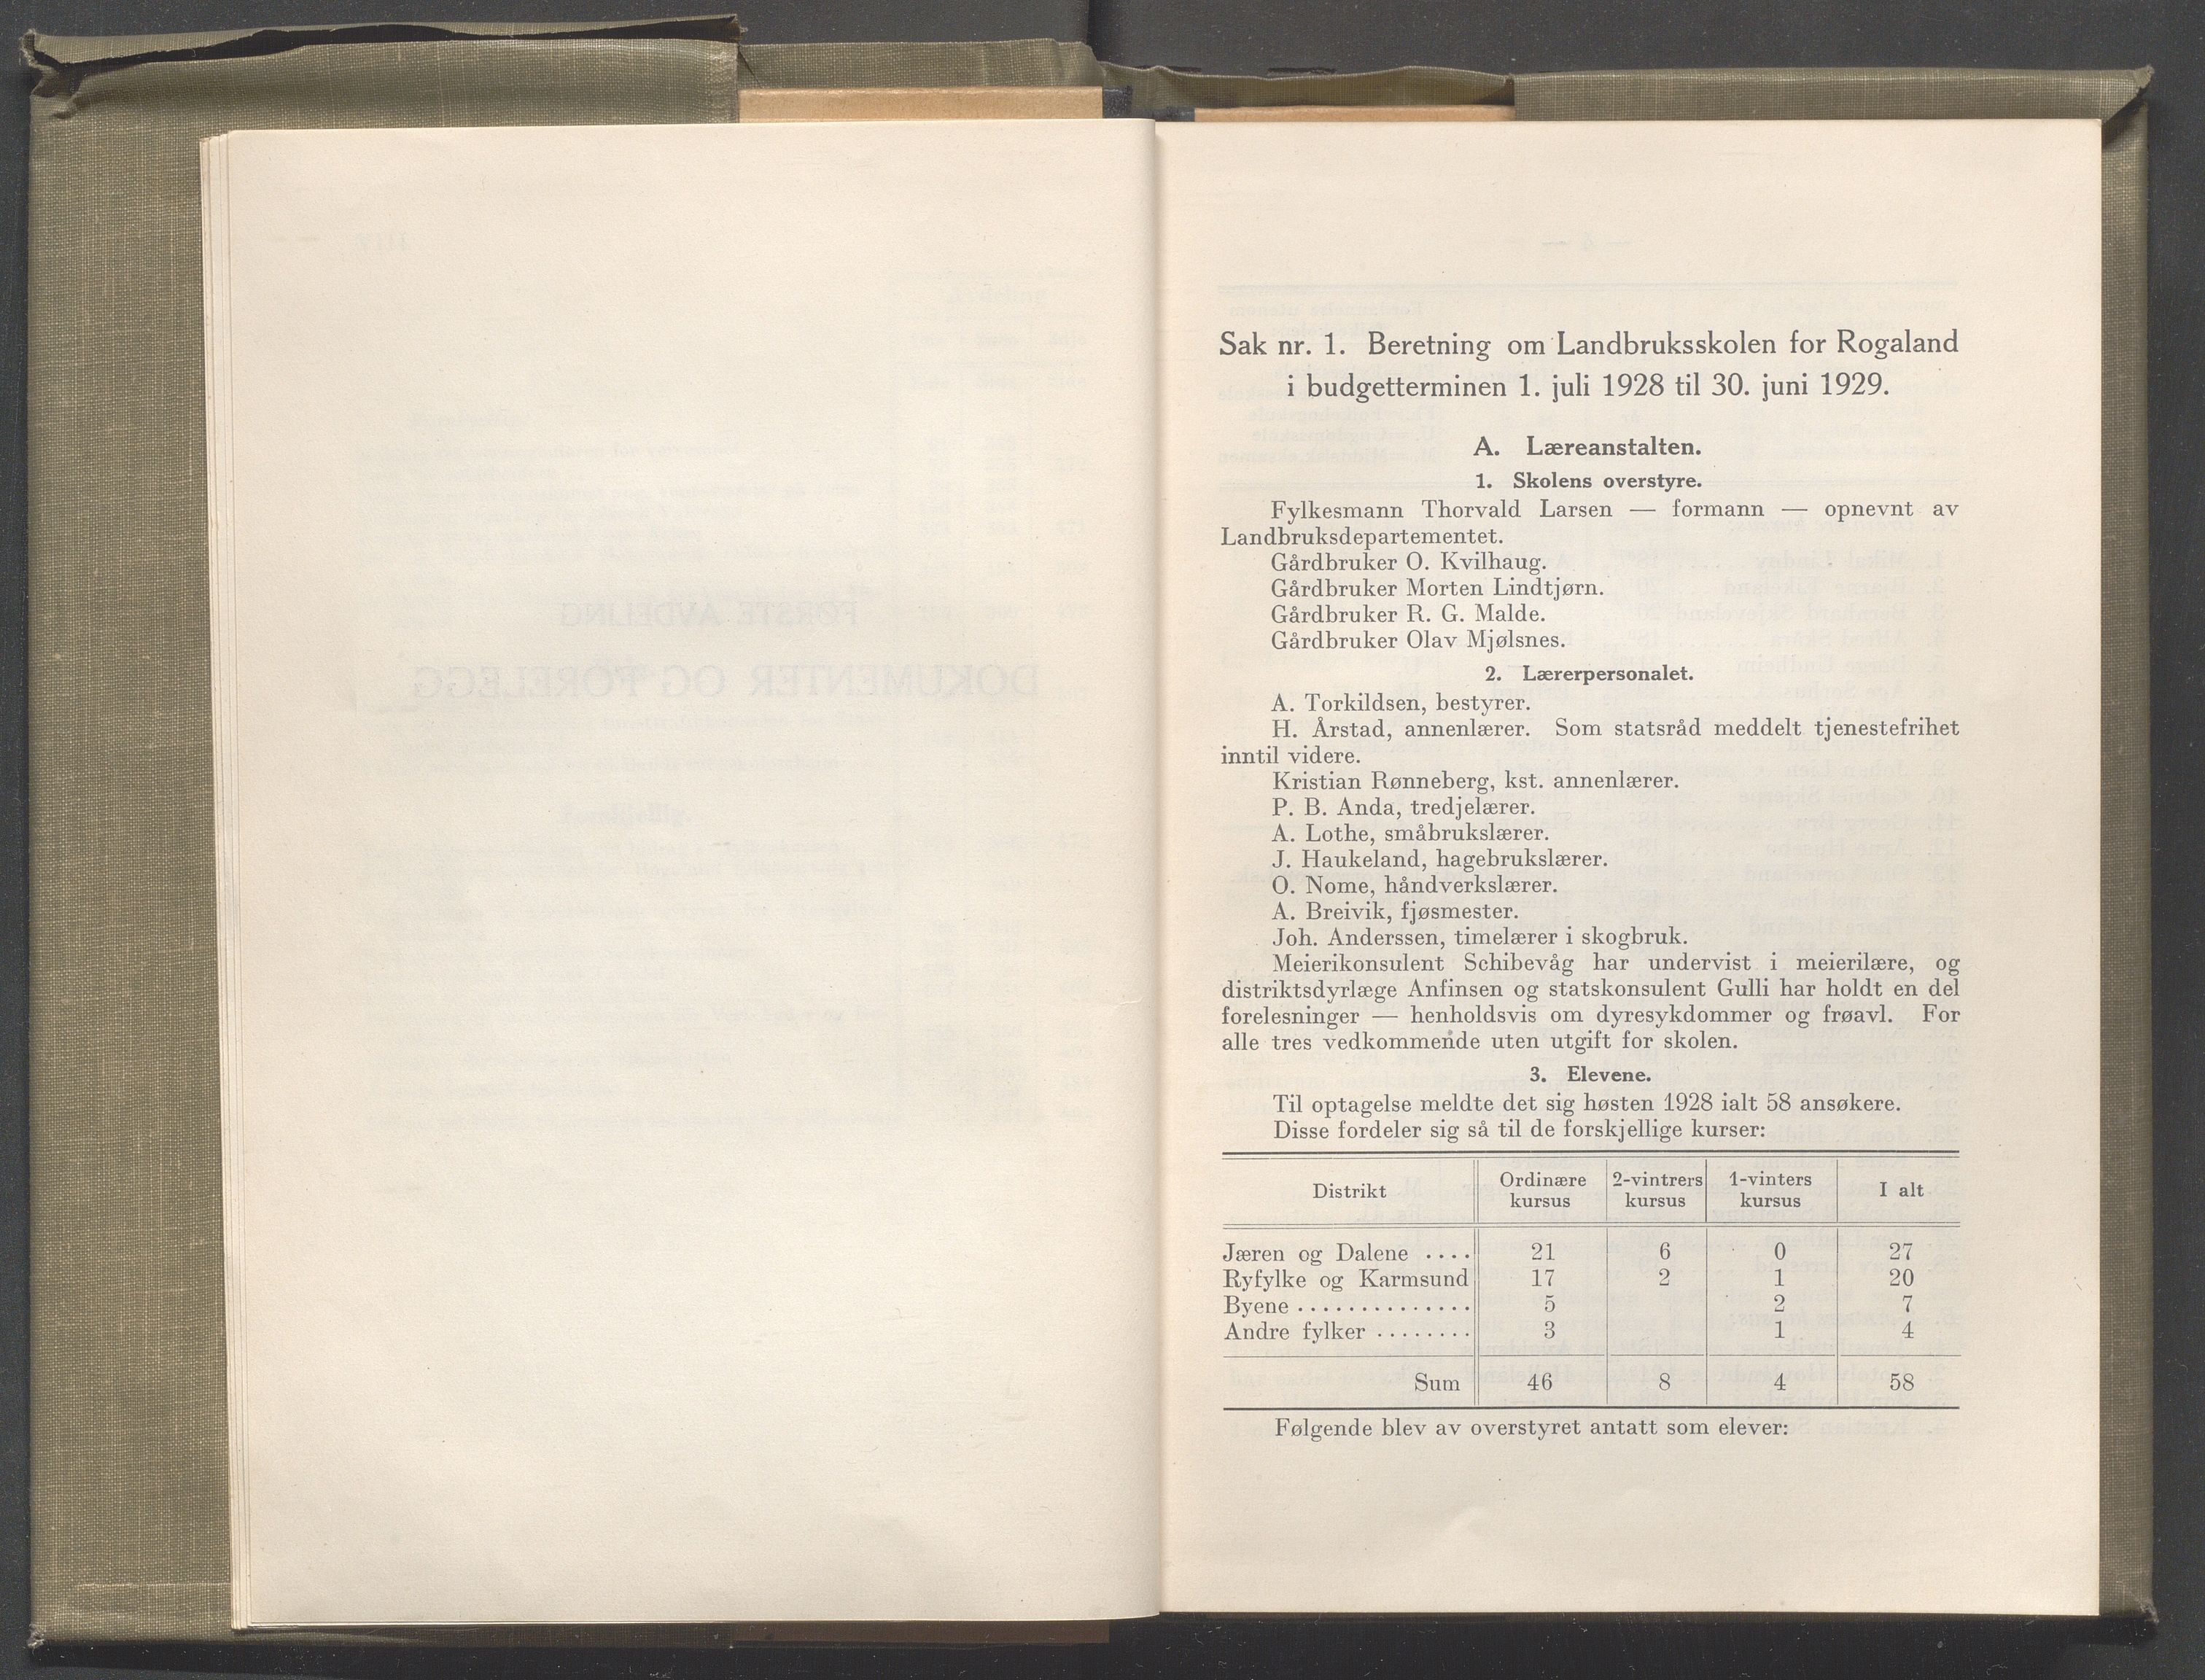 Sak nr. 1. Beretning om Landbruksskolen for Rogaland
i budgetterminen 1. juli 1928 til 30. juni 1929.
A. Læreanstalten.
1. Skolens overstyre.
Fylkesmann Thorvald Larsen — formann — opnevnt av
Landbruksdepartementet.
Gårdbruker O. Kvilhaug.
Gårdbruker Morten Lindtjørn.
Gårdbruker R. G. Malde.
Gårdbruker Olav Mjølsnes.
2. Lærerpersonalet.
A. Torkildsen, bestyrer.
H. Årstad, annenlærer. Som statsråd meddelt tjenestefrihet
inntil videre.
Kristian Rønneberg, kst. annenlærer.
P. B. Anda, tredjelærer.
A. Lothe, småbrukslærer.
J. Haukeland, hagebrukslærer.
O. Nome, håndverkslærer.
A. Breivik, fjøsmester.
Joh. Anderssen, timelærer i skogbruk.
Meierikonsulent Schibevåg har undervist i meierilære, og
distriktsdyrlæge Anfinsen og statskonsulent Gulli har holdt en del
forelesninger — henholdsvis om dyresykdommer og frøavl. For
alle tres vedkommende uten utgift for skolen.
3. Elevene.
Til optagelse meldte det sig høsten 1928 ialt 58 ansøkere.
Disse fordeler sig så til de forskjellige kurser:
Distrikt Ordinære kursus 2-vintrers kursus 1-vinters kursus I alt
Jæren og Dalene .... 21 6 0 27
Ryfylke og Karmsund 17 2 1 20
Byene .............. 5 2 7
Andre fylker ........ 3 1 4
Sum 46 8 4 58
Følgende blev av overstyret antatt som elever: